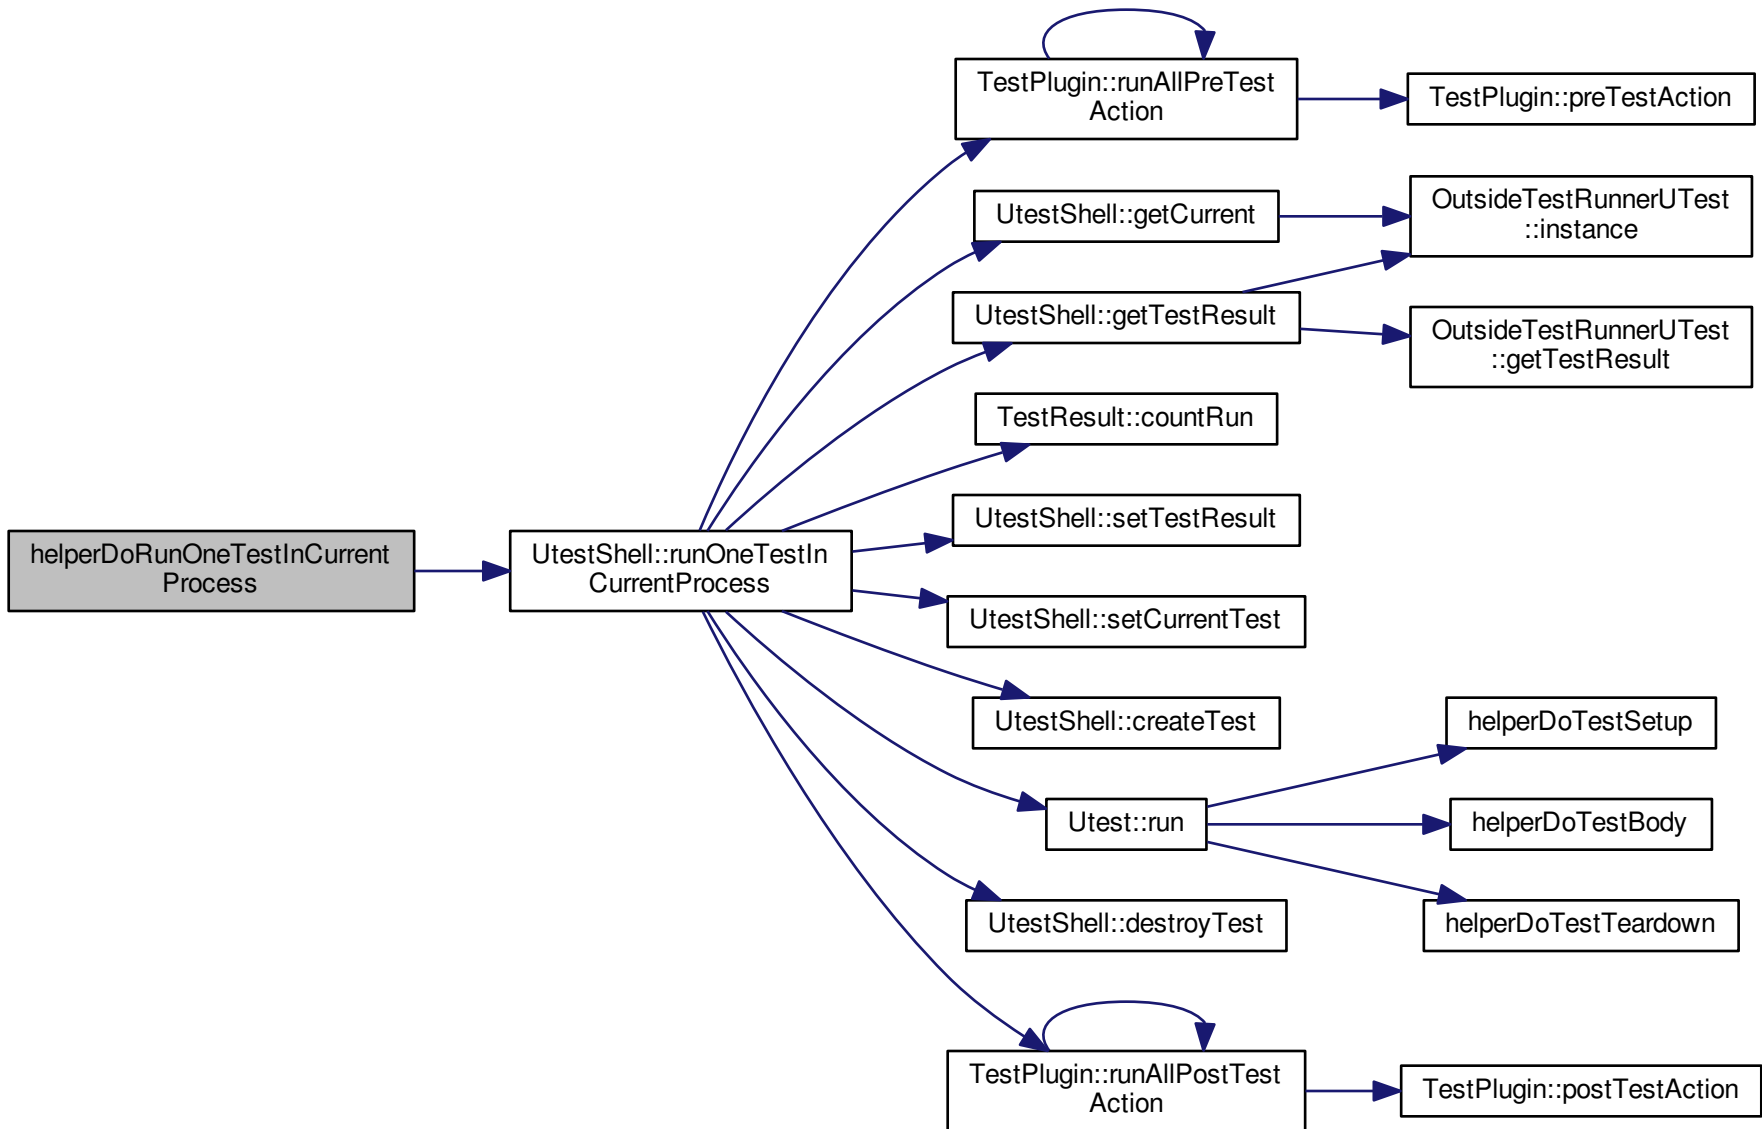 TestPlugin::runAllPreTest
Action
TestPlugin::preTestAction
UtestShell::getCurrent
OutsideTestRunnerUTest
::instance
UtestShell::getTestResult
OutsideTestRunnerUTest
::getTestResult
TestResult::countRun
UtestShell::setTestResult
helperDoRunOneTestInCurrent
Process
UtestShell::runOneTestIn
CurrentProcess
UtestShell::setCurrentTest
UtestShell::createTest
helperDoTestSetup
Utest::run
helperDoTestBody
UtestShell::destroyTest
helperDoTestTeardown
TestPlugin::runAllPostTest
Action
TestPlugin::postTestAction